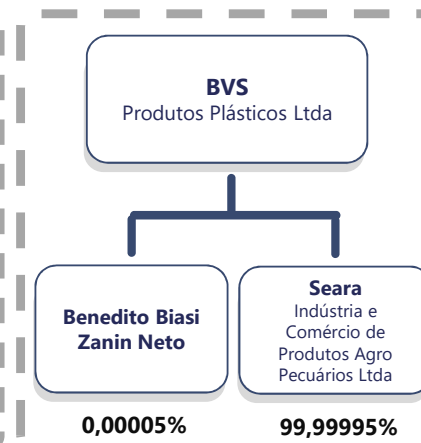 BVS
Produtos Plásticos Ltda
Benedito Biasi
Zanin Neto
Seara
Indústria e
Comércio de
Produtos Agro
Pecuários Ltda
0,00005%
99,99995%